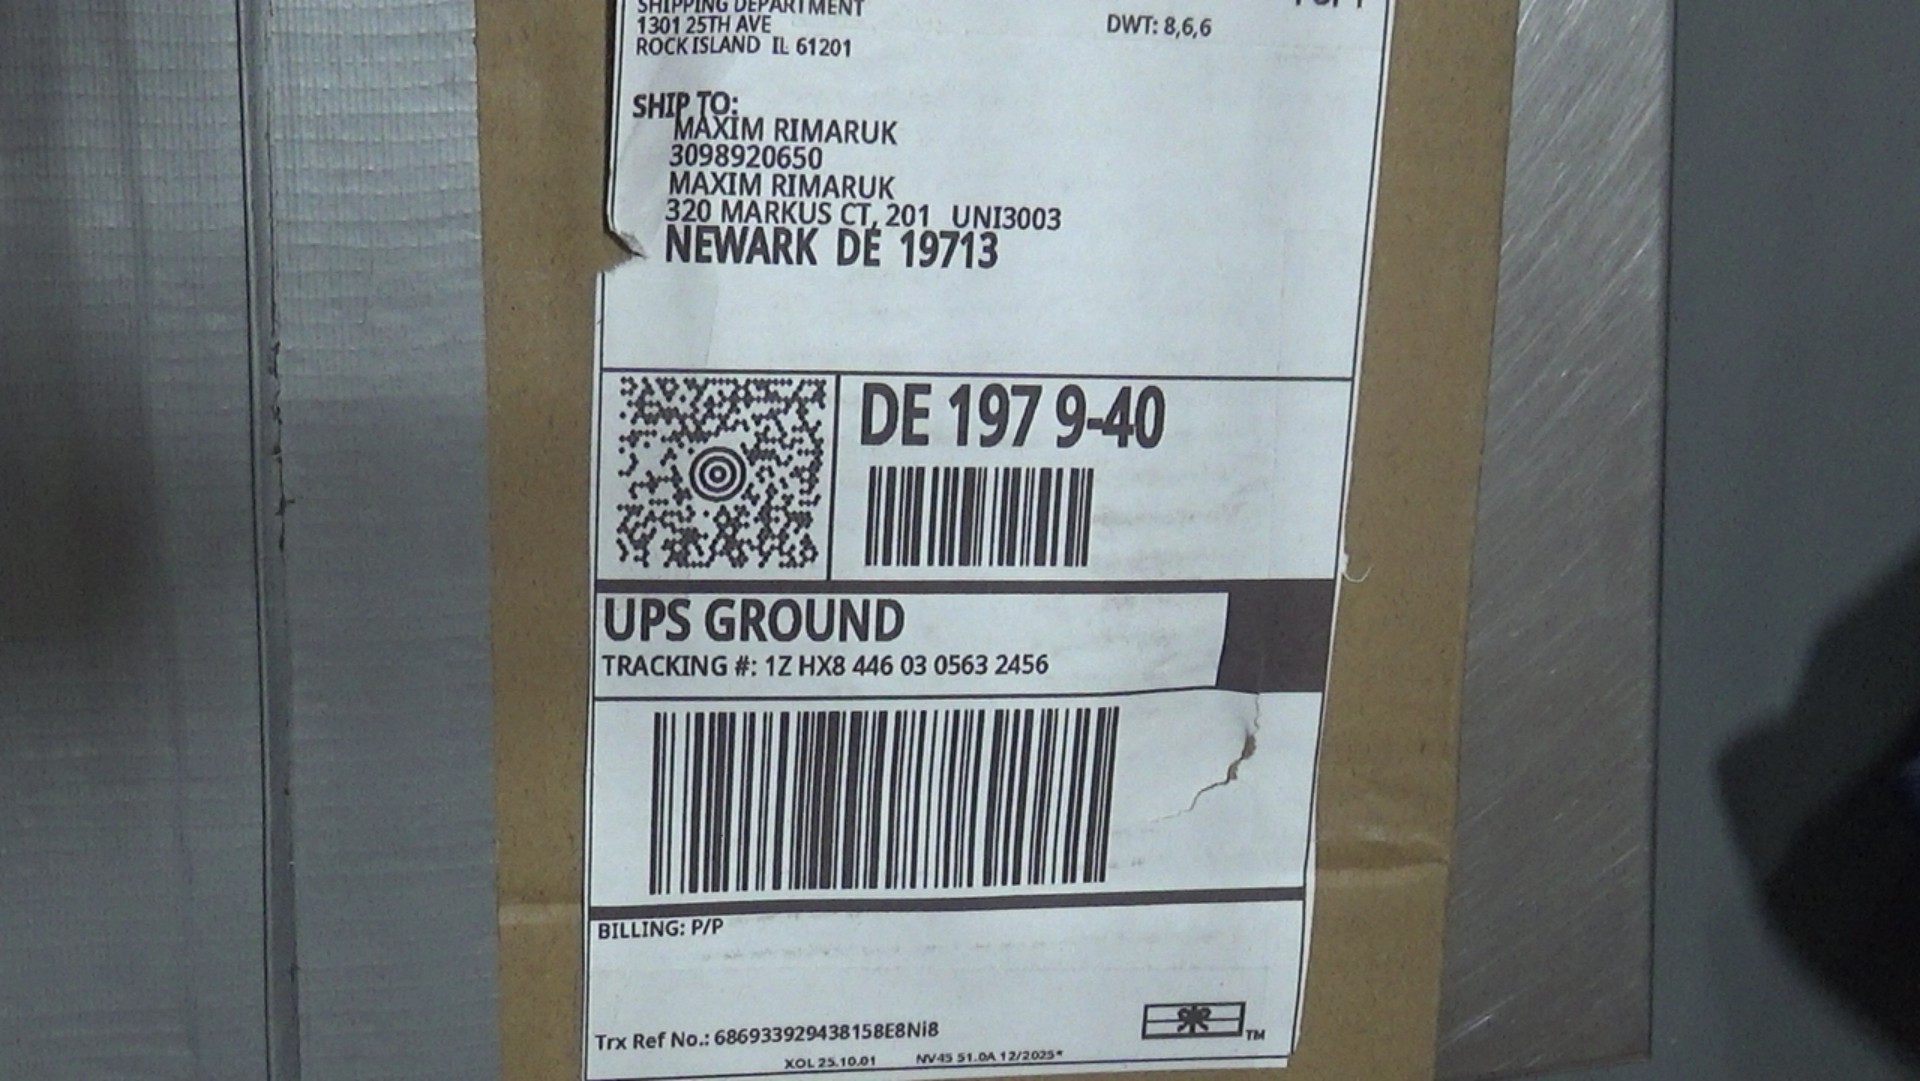 SHIPPING DEPARTMENT
1301 25TH AVE
ROCK ISLAND IL 61201
DWT: 8,6,6
SHIP TO:
MAXIM RIMARUK
3098920650
MAXIM RIMARUK
320 MARKUS CT, 201 UNI3003
NEWARK DE 19713
DE 197 9-40
UPS GROUND
TRACKING #: 1Z HX8 446 03 0563 2456
BILLING: P/P
Trx Ref No.: 686933929438158E8Ni8
TM
XOL 25.10.01 NV45 51.0A 12/2025*